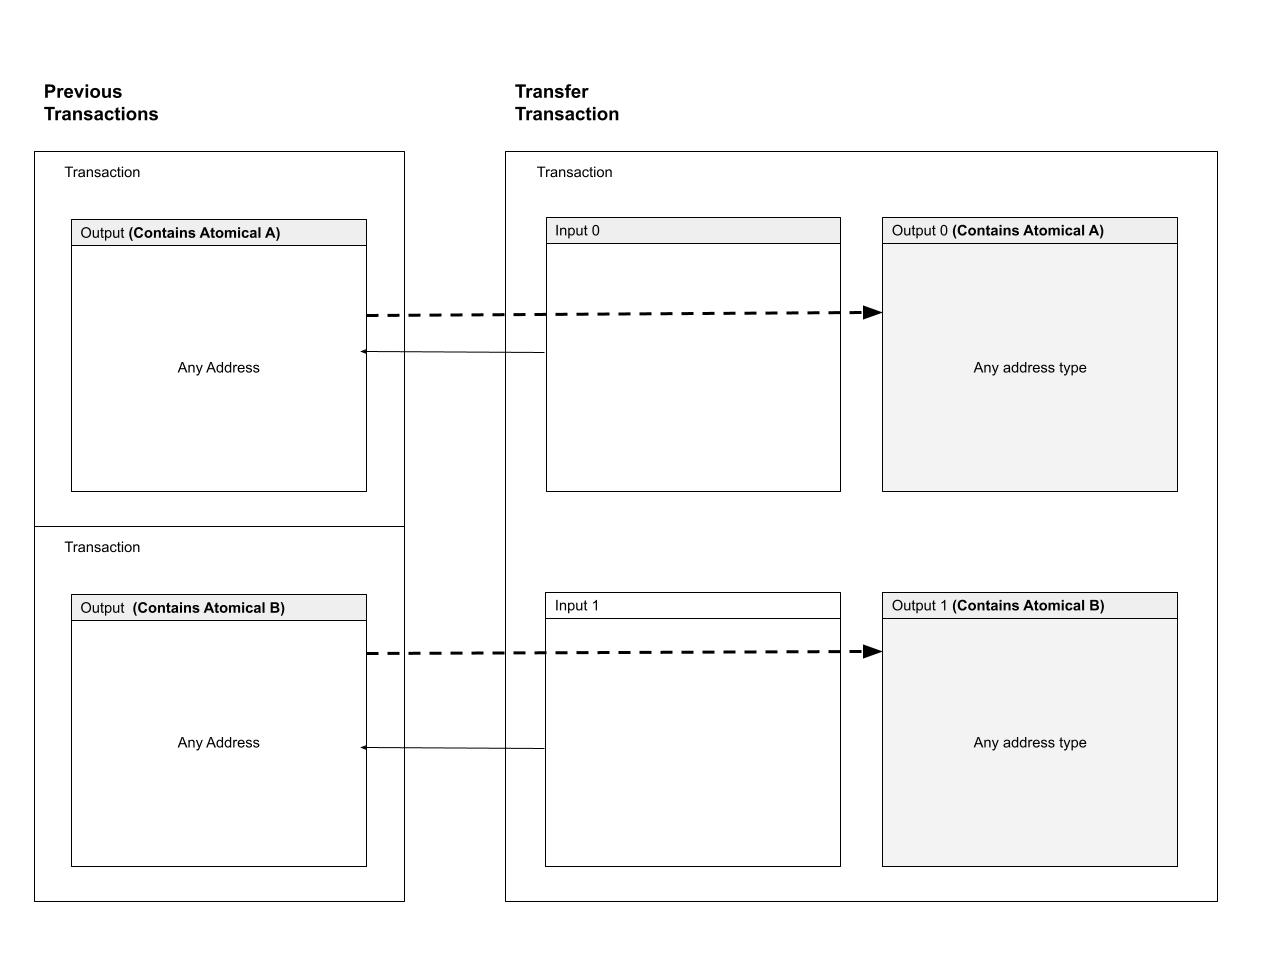 Previous
Transactions
Transfer
Transaction
Transaction
Output (Contains Atomical A)
Any Address
Transaction
Output (Contains Atomical B)
Any Address
Transaction
Input 0
Output 0 (Contains Atomical A)
Any address type
Input 1
Output 1 (Contains Atomical B)
Any address type